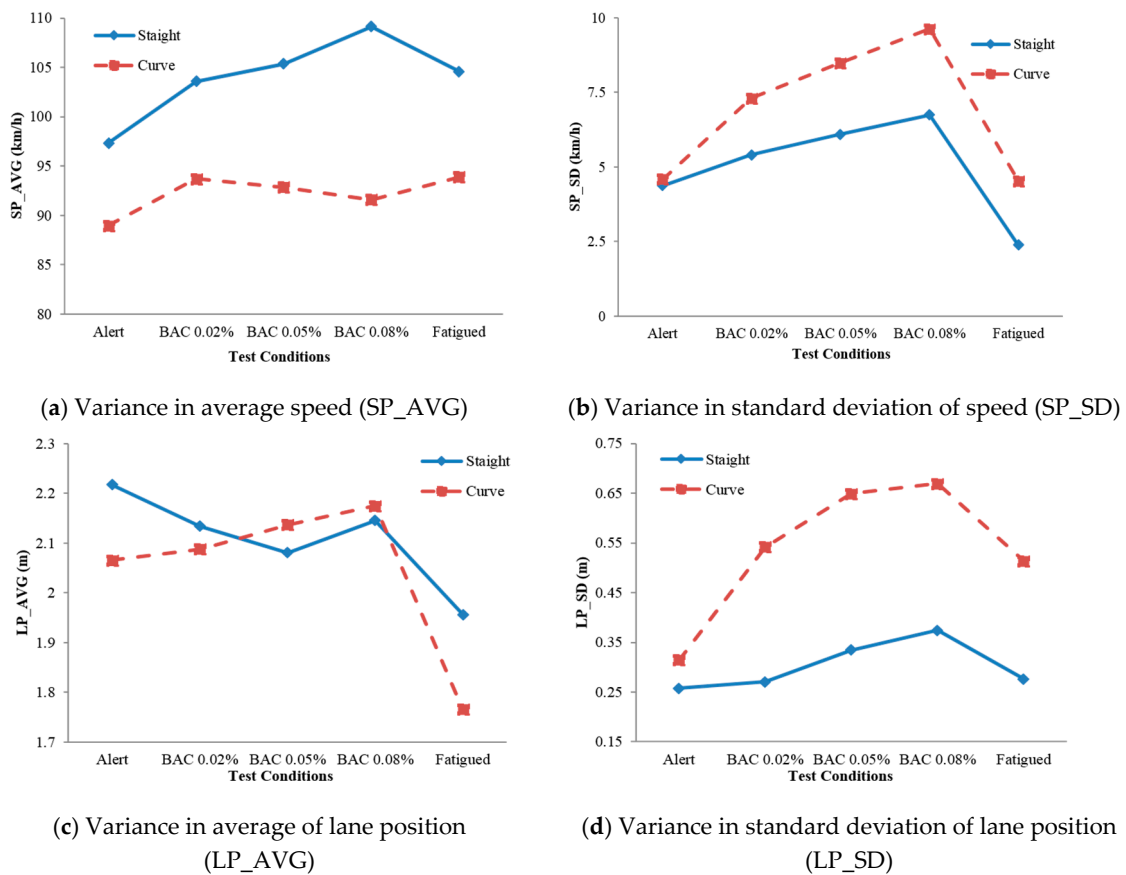 110
105
100
95
90
85
80
SP_AVG (km/h)
Staight
Curve
Alert BAC 0.02% BAC 0.05% BAC 0.08% Fatigued
Test Conditions
(a) Variance in average speed (SP_AVG)
10
7.5
5
2.5
0
SP_SD (km/h)
Staight
Curve
Alert BAC 0.02% BAC 0.05% BAC 0.08% Fatigued
Test Conditions
(b) Variance in standard deviation of speed (SP_SD)
2.3
2.2
2.1
2
1.9
1.8
1.7
LP_AVG (m)
Staight
Curve
Alert BAC 0.02% BAC 0.05% BAC 0.08% Fatigued
Test Conditions
(c) Variance in average of lane position
(LP_AVG)
0.75
0.65
0.55
0.45
0.35
0.25
0.15
LP_SD (m)
Staight
Curve
Alert BAC 0.02% BAC 0.05% BAC 0.08% Fatigued
Test Conditions
(d) Variance in standard deviation of lane position
(LP_SD)